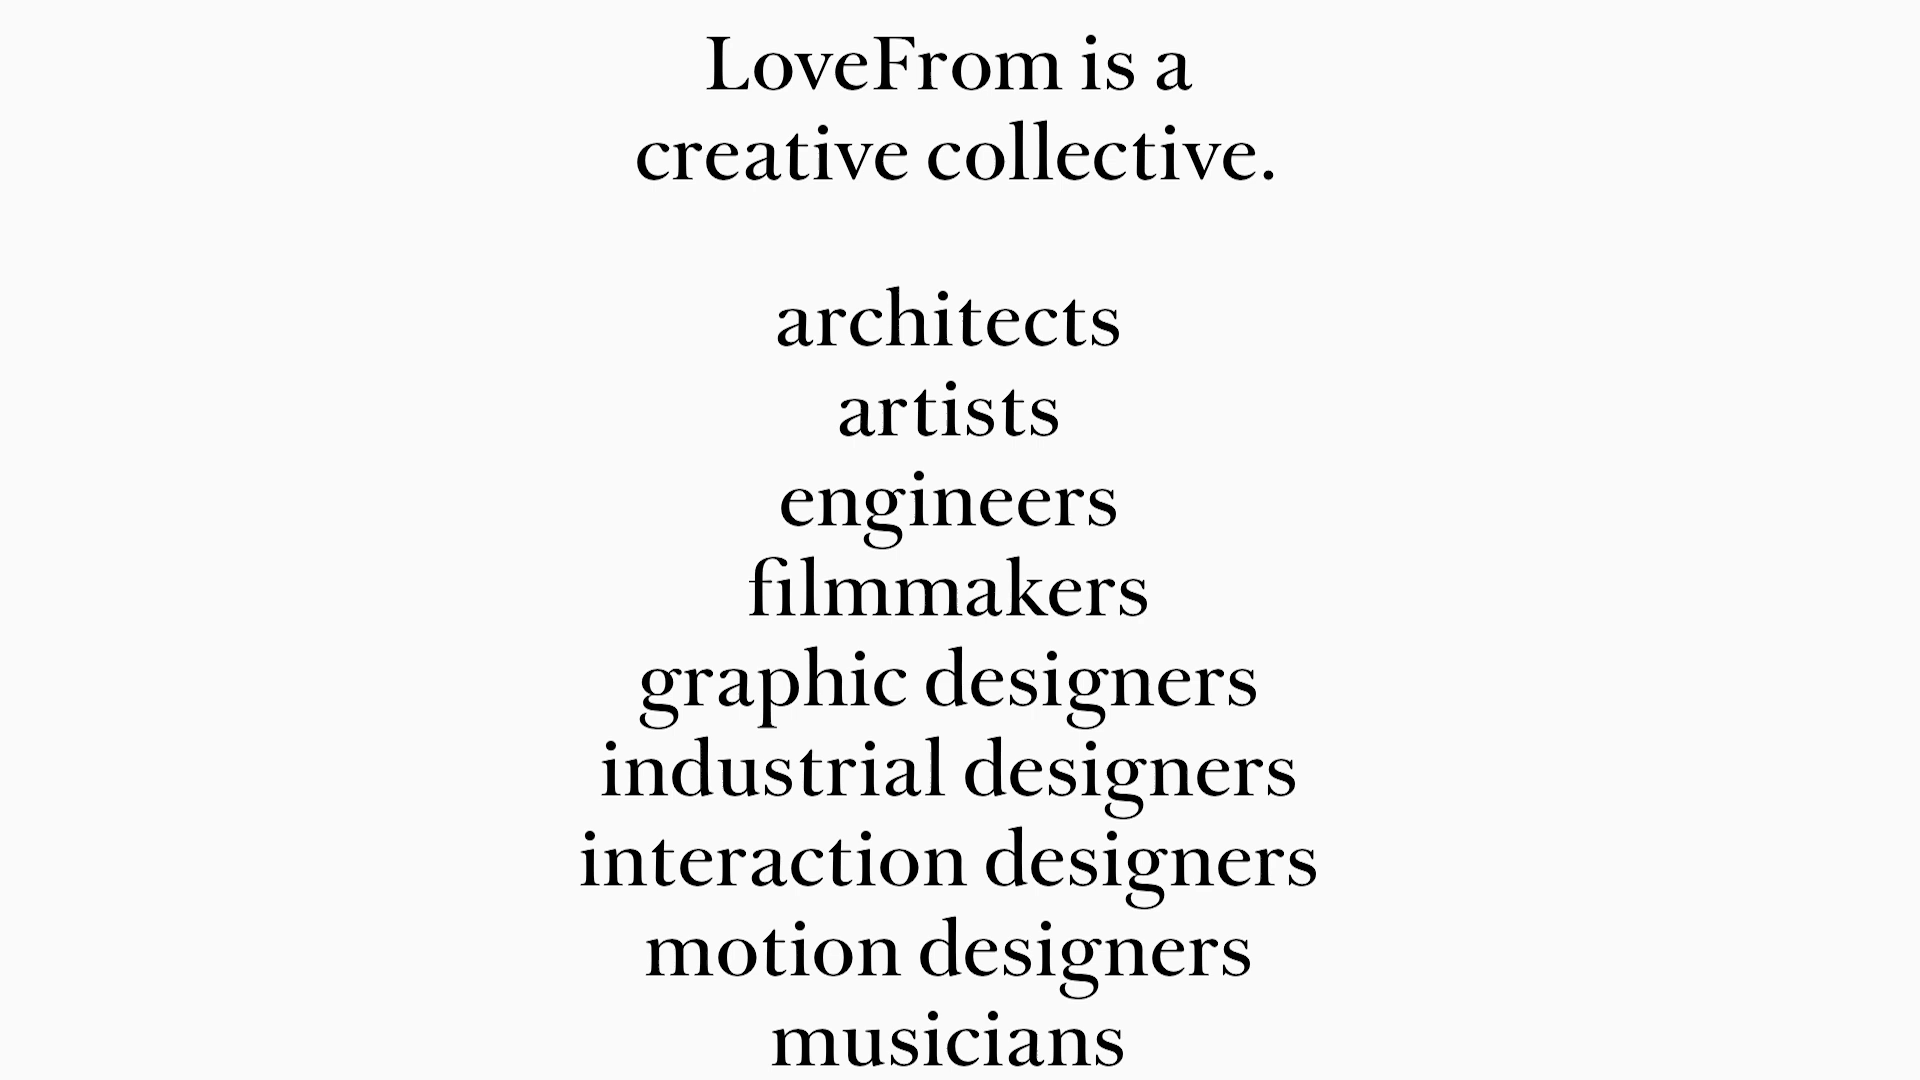 LoveFrom is a
creative collective.
architects
artists
engineers
filmmakers
graphic designers
industrial designers
interaction designers
motion designers
musicians